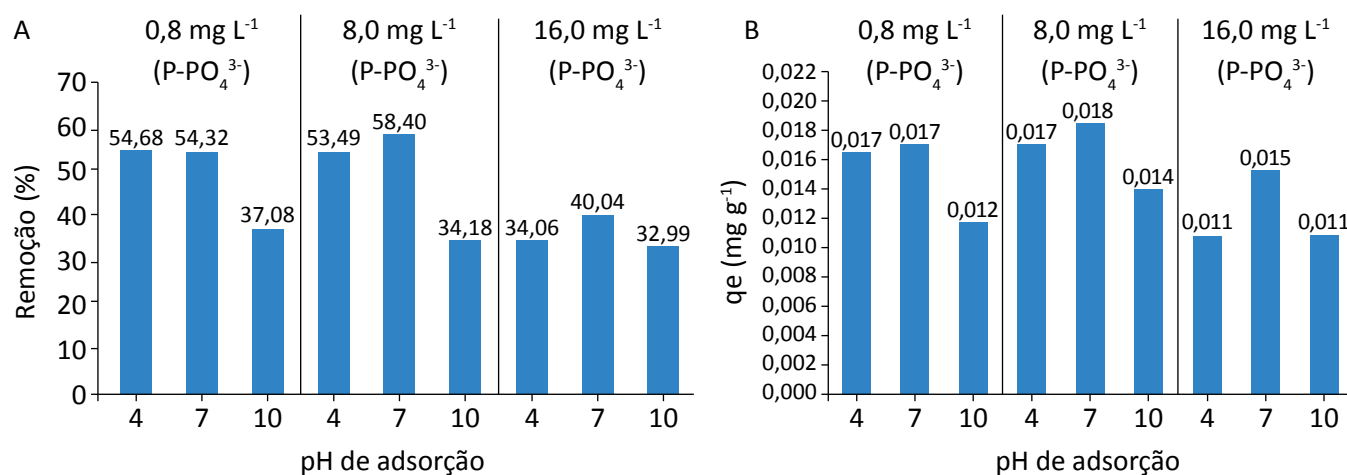 A
0,8 mg L⁻¹
(P-PO₄³⁻)
8,0 mg L⁻¹
(P-PO₄³⁻)
16,0 mg L⁻¹
(P-PO₄³⁻)
Remoção (%)
70
60
50
40
30
20
10
0
54,68
54,32
37,08
53,49
58,40
34,18
34,06
40,04
32,99
4 7 10 4 7 10 4 7 10
pH de adsorção
B
0,8 mg L⁻¹
(P-PO₄³⁻)
8,0 mg L⁻¹
(P-PO₄³⁻)
16,0 mg L⁻¹
(P-PO₄³⁻)
qe (mg g⁻¹)
0,022
0,020
0,018
0,016
0,014
0,012
0,010
0,008
0,006
0,004
0,002
0,000
0,017
0,017
0,012
0,017
0,018
0,014
0,011
0,015
0,011
4 7 10 4 7 10 4 7 10
pH de adsorção